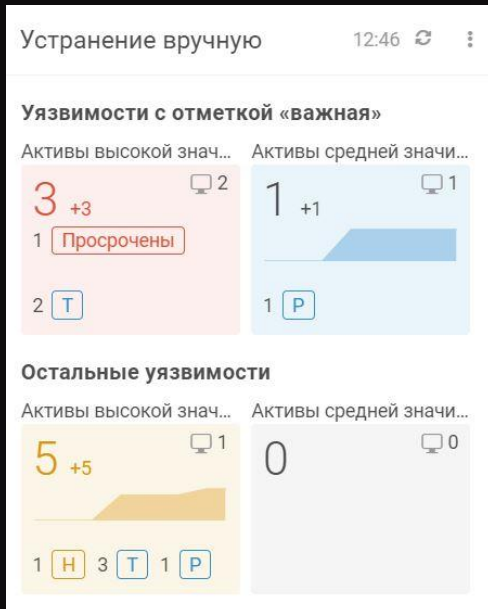 Устранение вручную 12:46
Уязвимости с отметкой «важная»
Активы высокой знач... Активы средней значи...
3 +3 2 1 +1 1
1 Просрочены
2 Т 1 Р
Остальные уязвимости
Активы высокой знач... Активы средней значи...
5 +5 1 0 0
1 Н 3 Т 1 Р